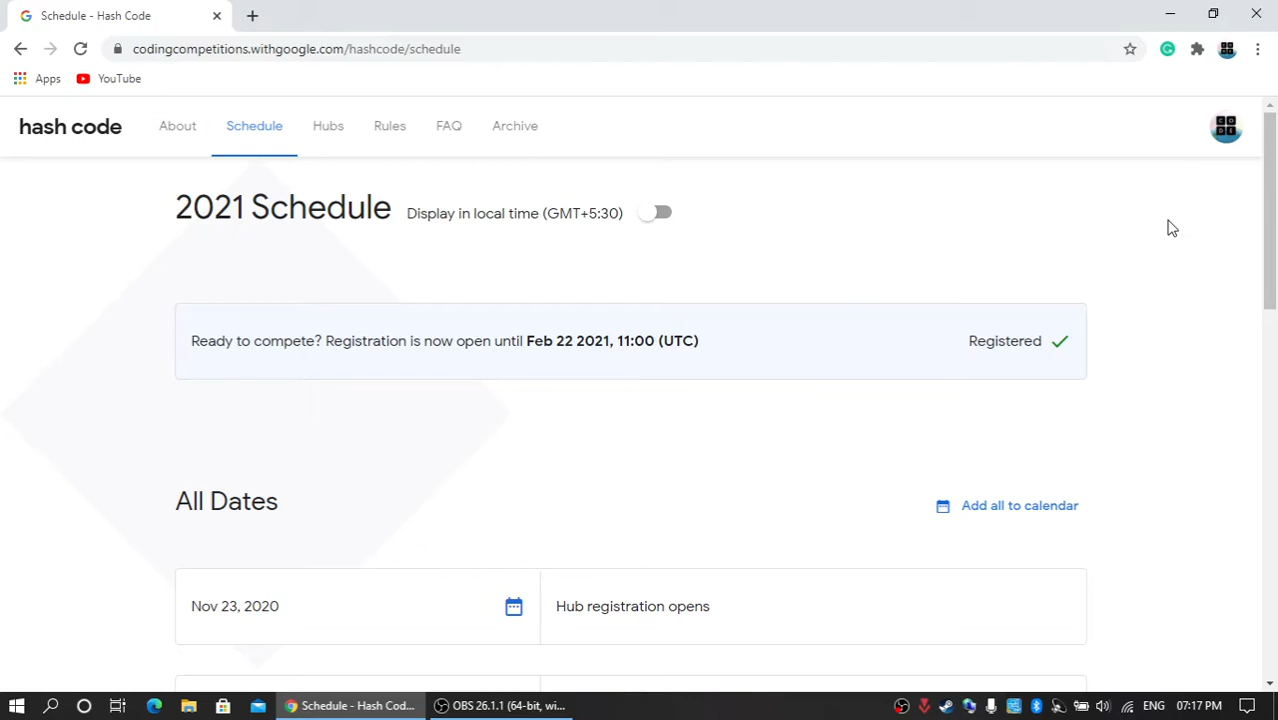 Schedule - Hash Code
codingcompetitions.withgoogle.com/hashcode/schedule
Apps YouTube
hash code About Schedule Hubs Rules FAQ Archive
CODE
2021 Schedule Display in local time (GMT+5:30)
Ready to compete? Registration is now open until Feb 22 2021, 11:00 (UTC) Registered
All Dates Add all to calendar
Nov 23, 2020 Hub registration opens
Schedule - Hash Cod... OBS 26.1.1 (64-bit, wi... ENG 07:17 PM